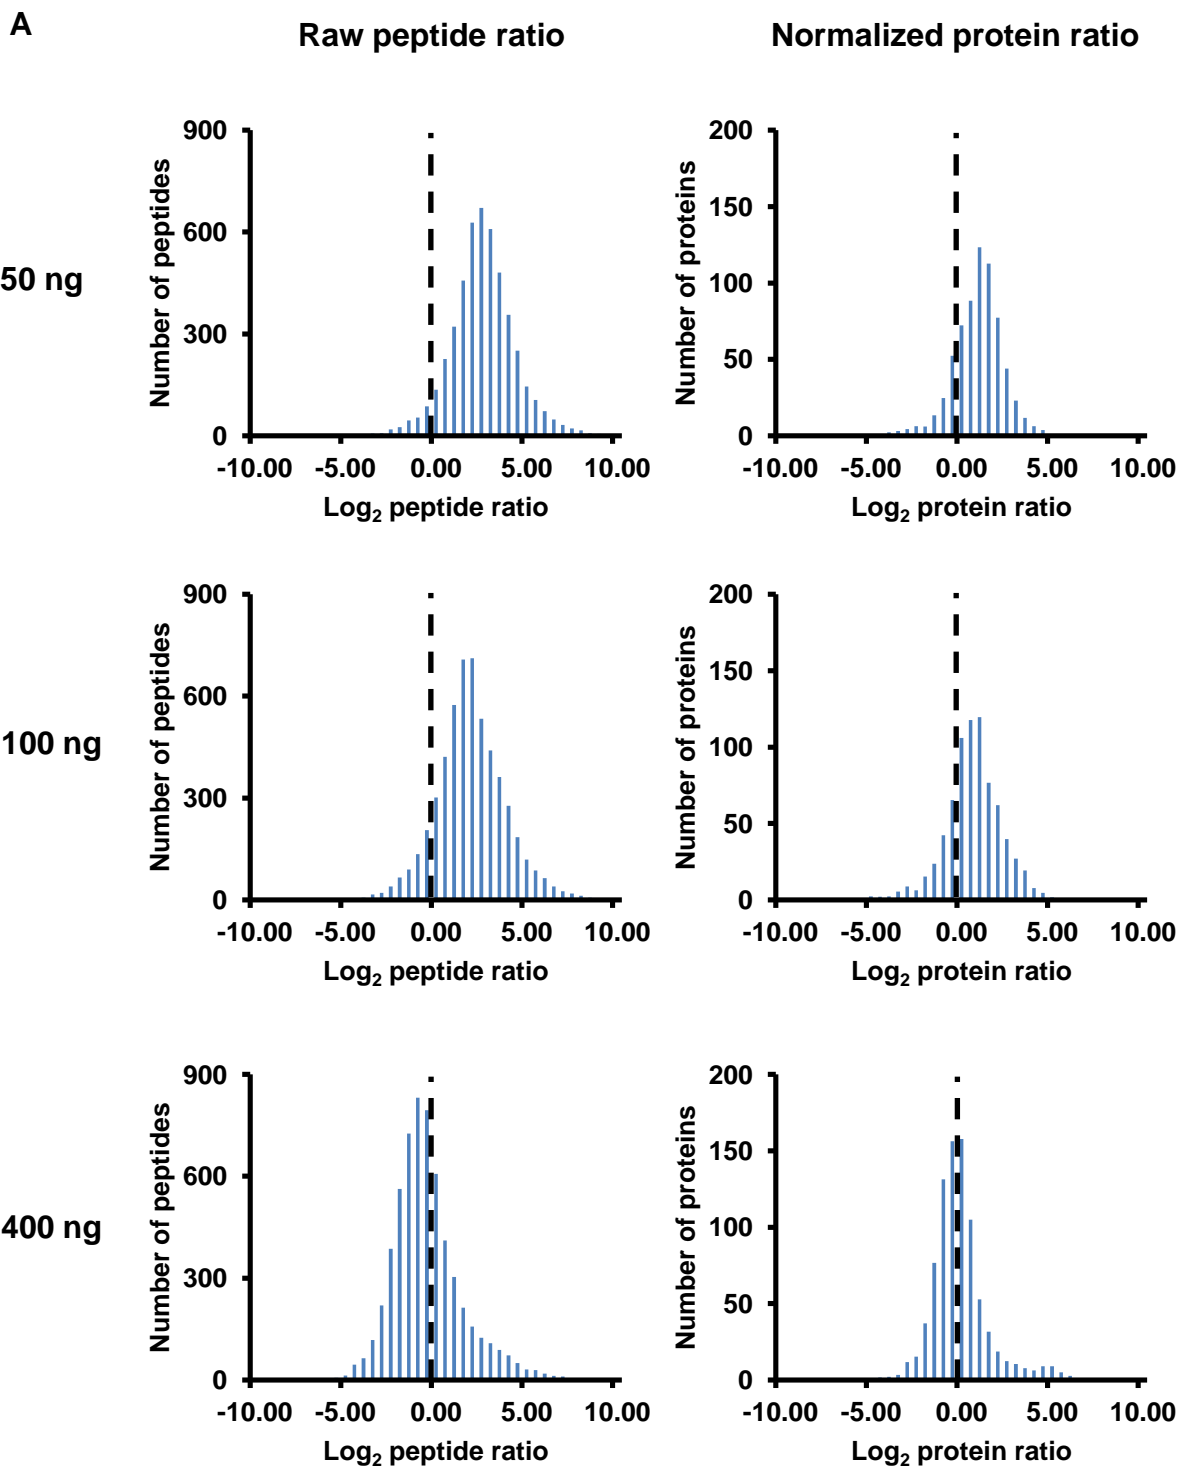 A
Raw peptide ratio
Normalized protein ratio
50 ng
Number of peptides
900
600
300
0
-10.00 -5.00 0.00 5.00 10.00
Log2 peptide ratio
Number of proteins
200
150
100
50
0
-10.00 -5.00 0.00 5.00 10.00
Log2 protein ratio
100 ng
Number of peptides
900
600
300
0
-10.00 -5.00 0.00 5.00 10.00
Log2 peptide ratio
Number of proteins
200
150
100
50
0
-10.00 -5.00 0.00 5.00 10.00
Log2 protein ratio
400 ng
Number of peptides
900
600
300
0
-10.00 -5.00 0.00 5.00 10.00
Log2 peptide ratio
Number of proteins
200
150
100
50
0
-10.00 -5.00 0.00 5.00 10.00
Log2 protein ratio